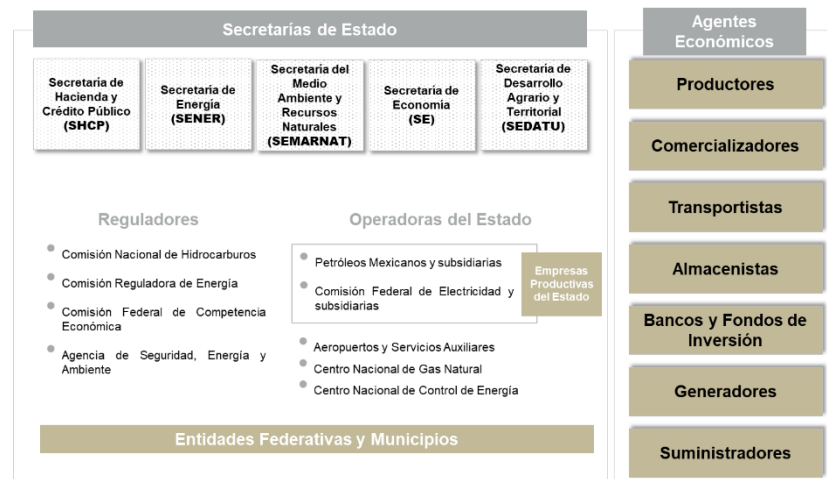 Secretarías de Estado
Secretaría de
Hacienda y
Crédito Público
(SHCP)
Secretaría de
Energía
(SENER)
Secretaría del
Medio
Ambiente y
Recursos
Naturales
(SEMARNAT)
Secretaría de
Economía
(SE)
Secretaría de
Desarrollo
Agrario y
Territorial
(SEDATU)
Reguladores
Comisión Nacional de Hidrocarburos
Comisión Reguladora de Energía
Comisión Federal de Competencia
Económica
Agencia de Seguridad, Energía y
Ambiente
Operadoras del Estado
Petróleos Mexicanos y subsidiarias
Comisión Federal de Electricidad y
subsidiarias
Empresas
Productivas
del Estado
Aeropuertos y Servicios Auxiliares
Centro Nacional de Gas Natural
Centro Nacional de Control de Energía
Entidades Federativas y Municipios
Agentes
Económicos
Productores
Comercializadores
Transportistas
Almacenistas
Bancos y Fondos de
Inversión
Generadores
Suministradores